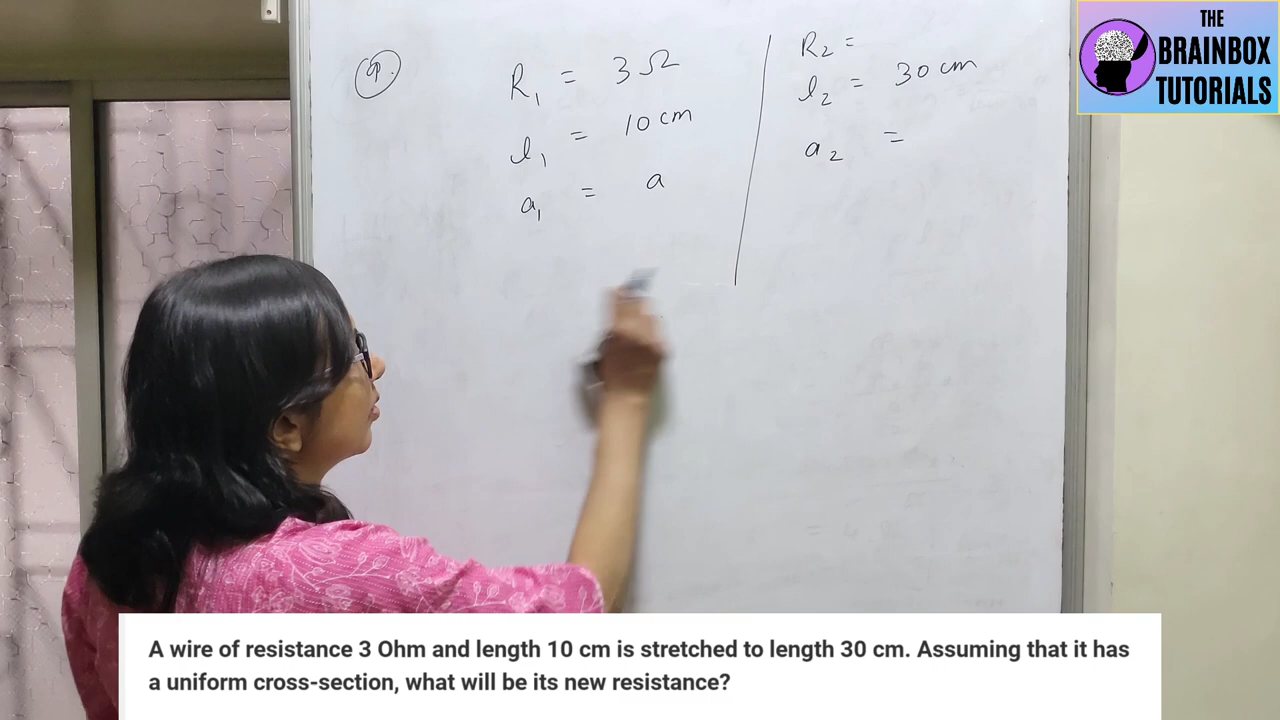 Q.
R₁ = 3 Ω
l₁ = 10 cm
a₁ = a
R₂ =
l₂ = 30 cm
a₂ =
THE
BRAINBOX
TUTORIALS
A wire of resistance 3 Ohm and length 10 cm is stretched to length 30 cm. Assuming that it has
a uniform cross-section, what will be its new resistance?